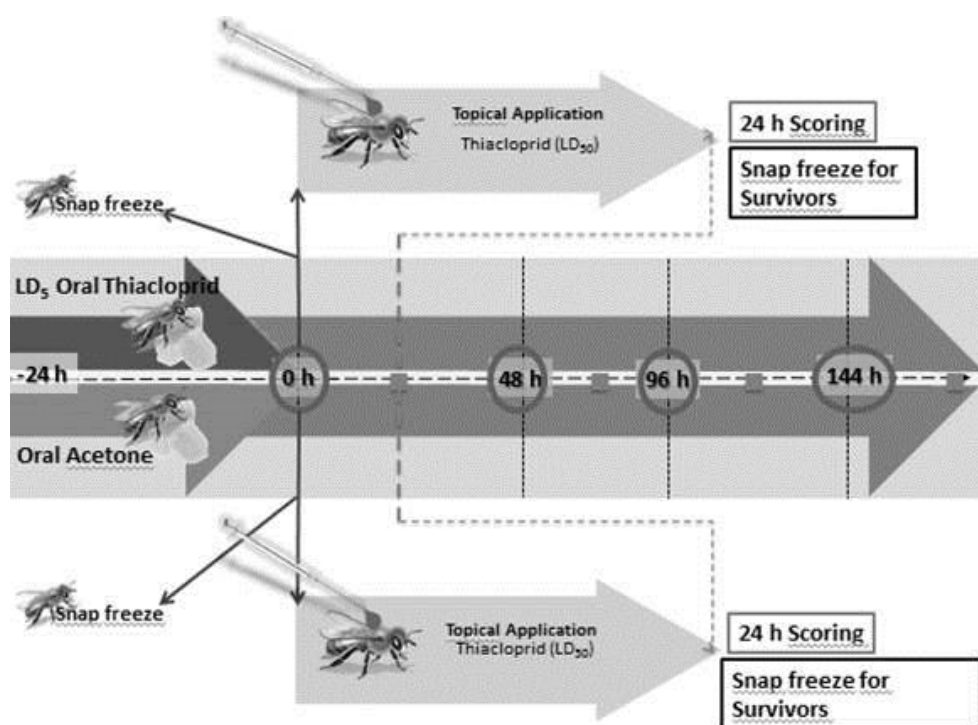 Topical Application
Thiacloprid (LD₅₀)
24 h Scoring
Snap freeze for
Survivors
Snap freeze
LD₅ Oral Thiacloprid
-24 h
0 h
48 h
96 h
144 h
Oral Acetone
Snap freeze
Topical Application
Thiacloprid (LD₅₀)
24 h Scoring
Snap freeze for
Survivors